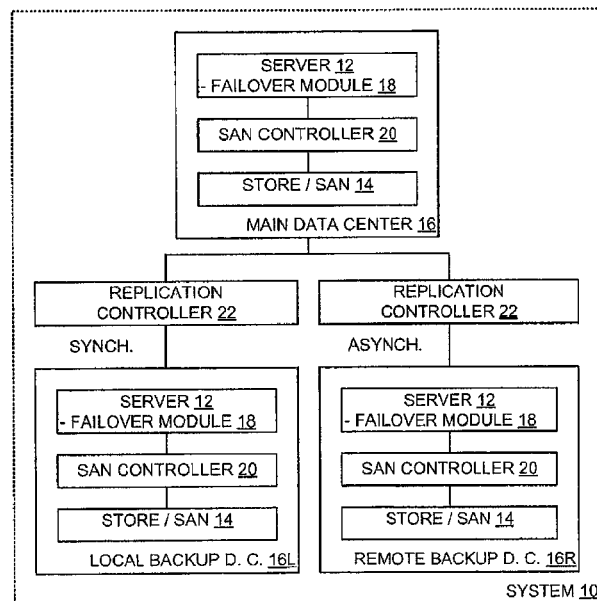 SERVER 12
- FAILOVER MODULE 18
SAN CONTROLLER 20
STORE / SAN 14
MAIN DATA CENTER 16
REPLICATION
CONTROLLER 22
SYNCH.
REPLICATION
CONTROLLER 22
ASYNCH.
SERVER 12
- FAILOVER MODULE 18
SAN CONTROLLER 20
STORE / SAN 14
LOCAL BACKUP D. C. 16L
SERVER 12
- FAILOVER MODULE 18
SAN CONTROLLER 20
STORE / SAN 14
REMOTE BACKUP D. C. 16R
SYSTEM 10